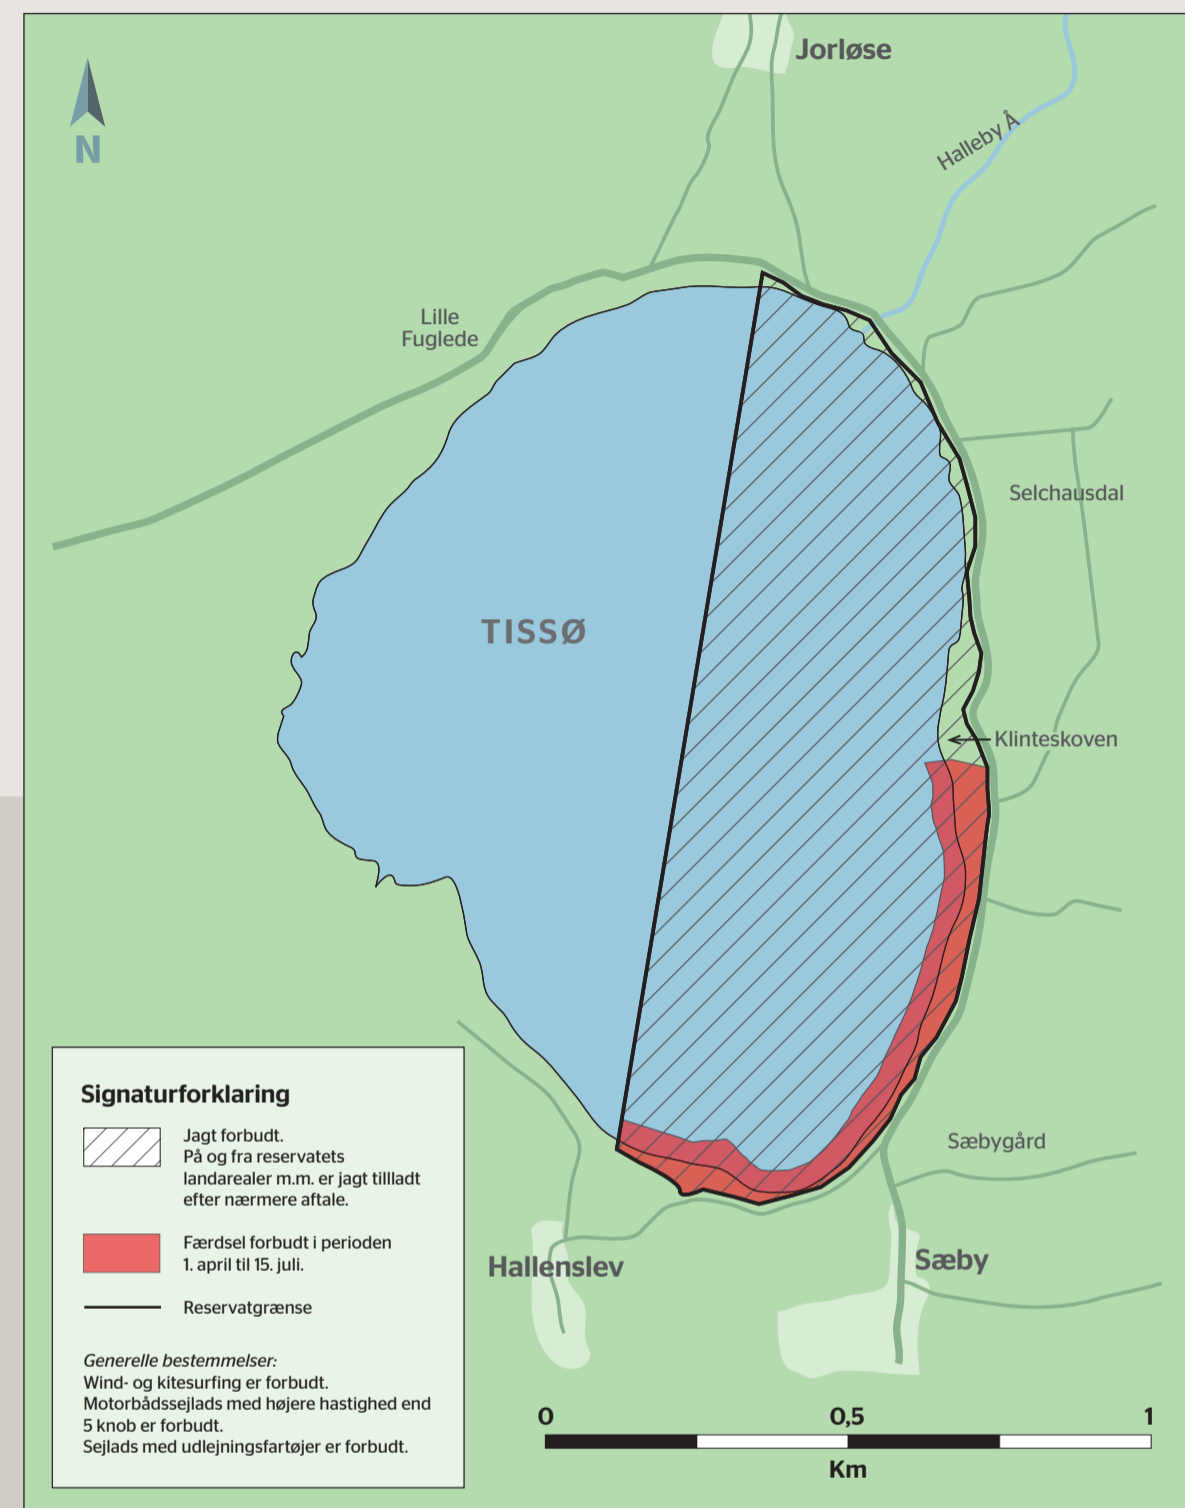 Jorløse
Halleby Å
N
Lille
Fuglede
Selchausdal
TISSØ
Klinteskoven
Signaturforklaring
Jagt forbudt.
På og fra reservatets
landarealer m.m. er jagt tillladt
efter nærmere aftale.
Færdsel forbudt i perioden
1. april til 15. juli.
Reservatgrænse
Generelle bestemmelser:
Wind- og kitesurfing er forbudt.
Motorbådssejlads med højere hastighed end
5 knob er forbudt.
Sejlads med udlejningsfartøjer er forbudt.
Sæbygård
Hallenslev
Sæby
0 0,5 1
Km